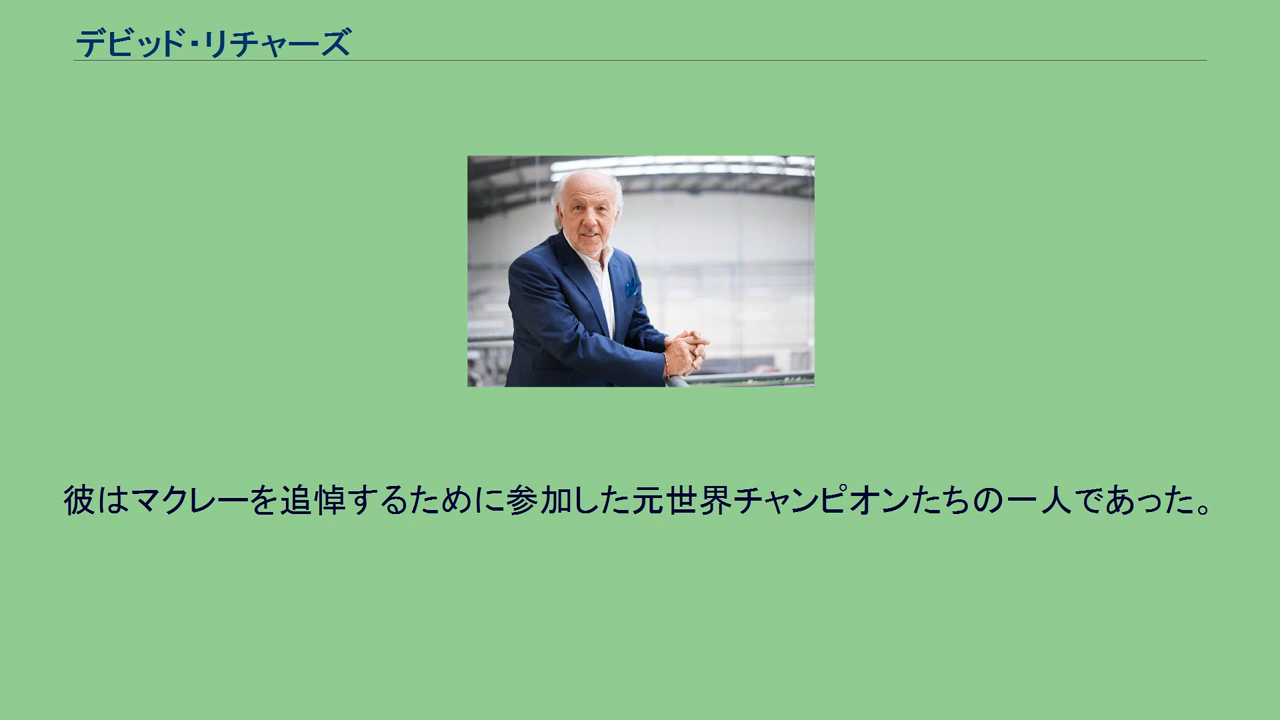 デビッド・リチャーズ
彼はマクレーを追悼するために参加した元世界チャンピオンたちの一人であった。